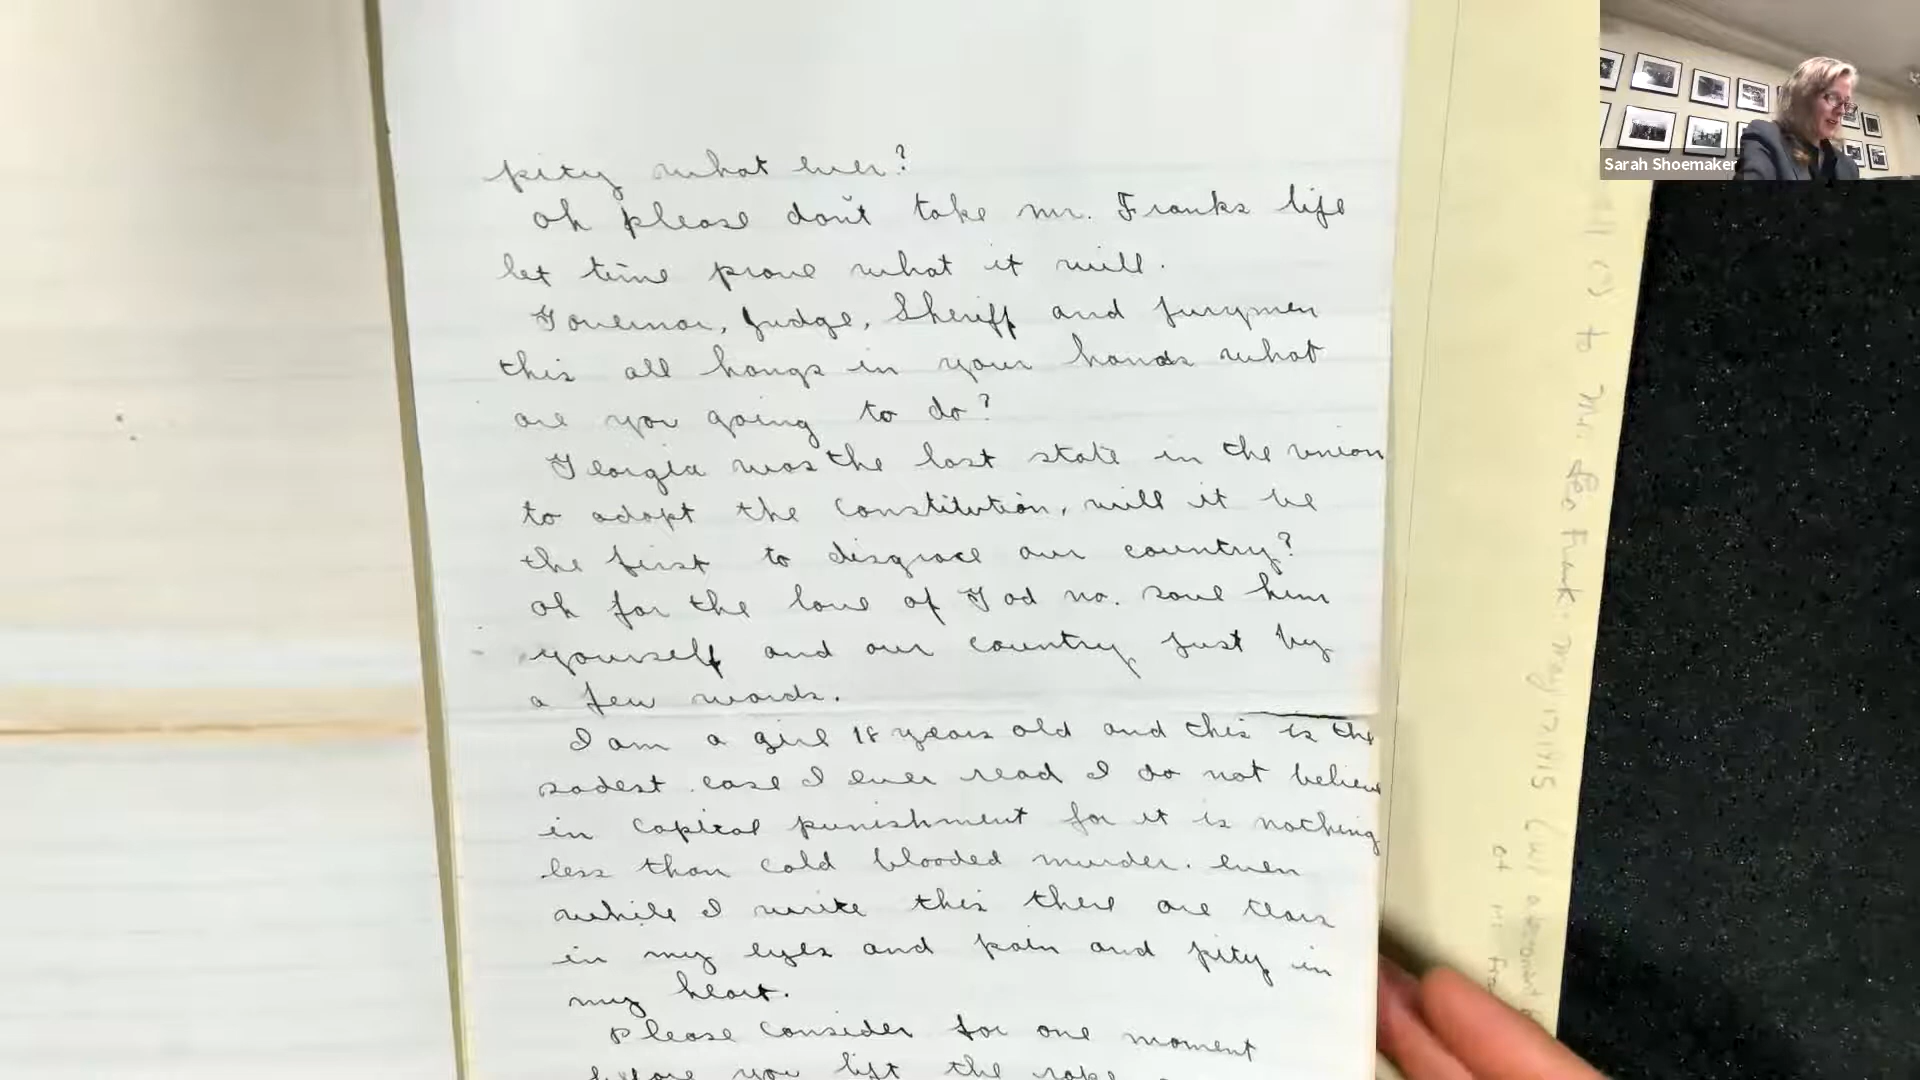 pity what ever?
Oh please don't take mr. Franks life
let time prove what it will.
Governor, Judge, Sheriff and jurymen
this all hangs in your hands what
are you going to do?
Georgia was the last state in the union
to adopt the Constitution, will it be
the first to disgrace our country?
Oh for the love of God no. save him
yourself and our country just by
a few words.
I am a girl 18 years old and this is the
sadest case I ever read I do not believe
in capital punishment for it is nothing
less than cold blooded murder. even
while I write this there are tears
in my eyes and pain and pity in
my heart.
Please consider for one moment
before you lift the rope
to Mr. Leo Frank: May 17 1915
Sarah Shoemaker